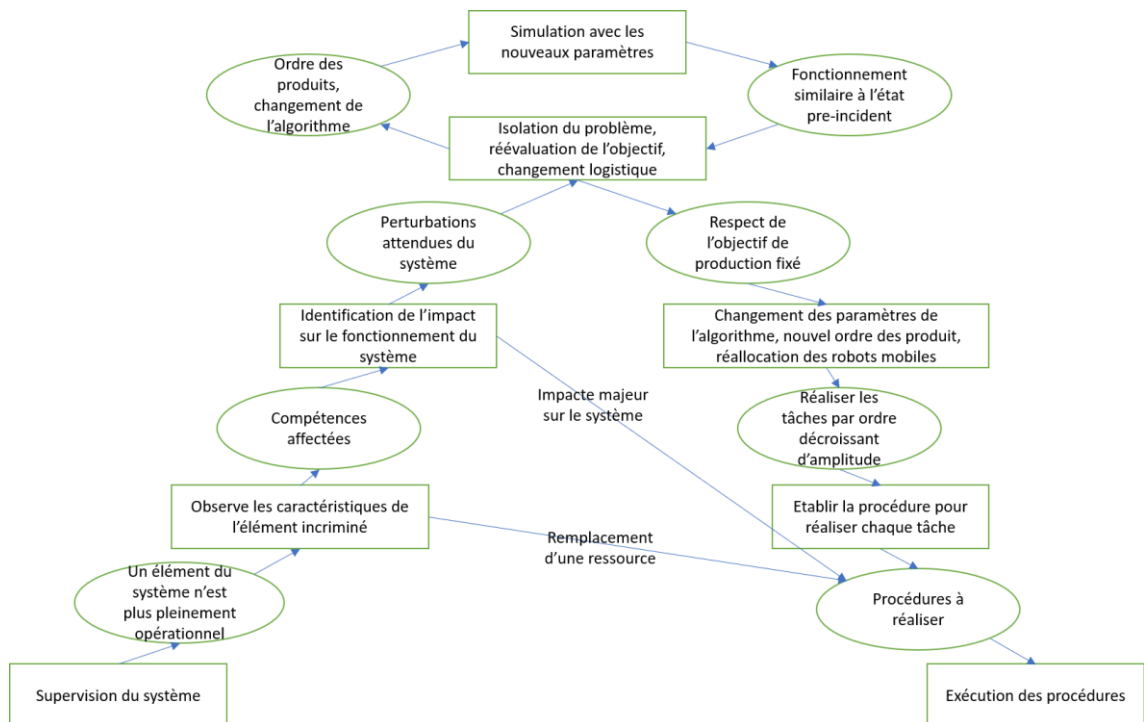 Simulation avec les
nouveaux paramètres
Ordre des
produits,
changement de
l'algorithme
Fonctionnement
similaire à l'état
pre-incident
Isolation du problème,
réévaluation de l'objectif,
changement logistique
Perturbations
attendues du
système
Respect de
l'objectif de
production fixé
Identification de l'impact
sur le fonctionnement du
système
Changement des paramètres de
l'algorithme, nouvel ordre des produit,
réallocation des robots mobiles
Impacte majeur
sur le système
Compétences
affectées
Réaliser les
tâches par ordre
décroissant
d'amplitude
Observe les caractéristiques de
l'élément incriminé
Etablir la procédure pour
réaliser chaque tâche
Remplacement
d'une ressource
Un élément du
système n'est
plus pleinement
opérationnel
Procédures à
réaliser
Supervision du système
Exécution des procédures